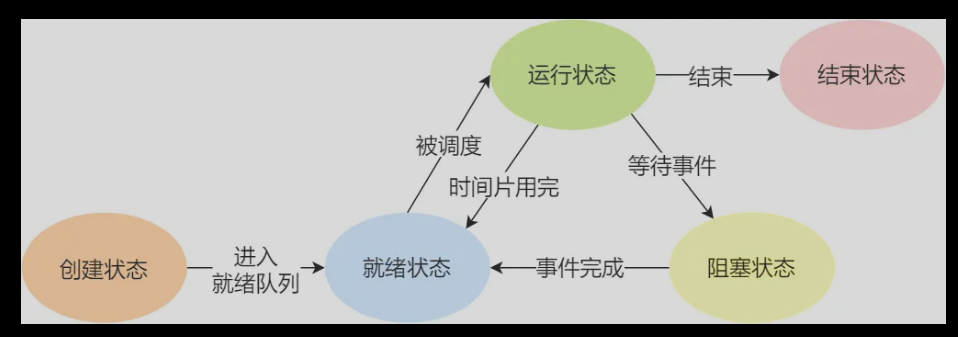 运行状态
结束
结束状态
被调度
时间片用完
等待事件
创建状态
进入
就绪队列
就绪状态
事件完成
阻塞状态